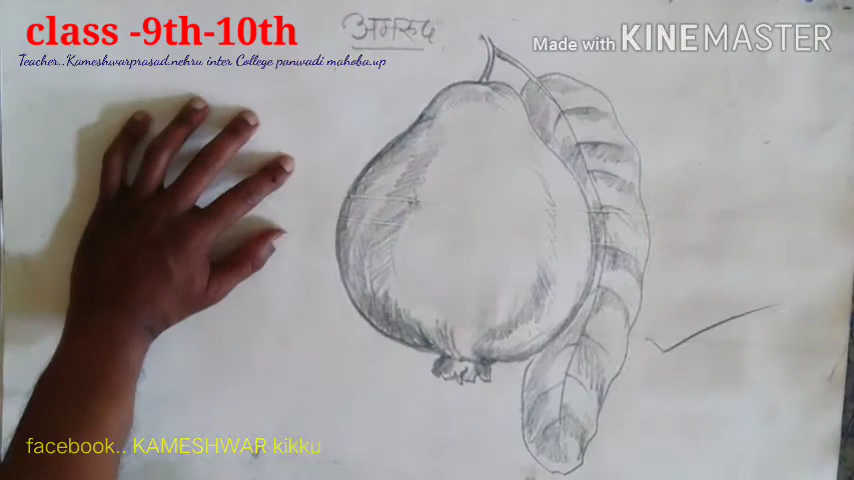 class -9th-10th
अमरूद
Made with KINEMASTER
Teacher..Kameshwarprasad.nehru inter College panwadi mahoba.up
facebook.. KAMESHWAR kikku